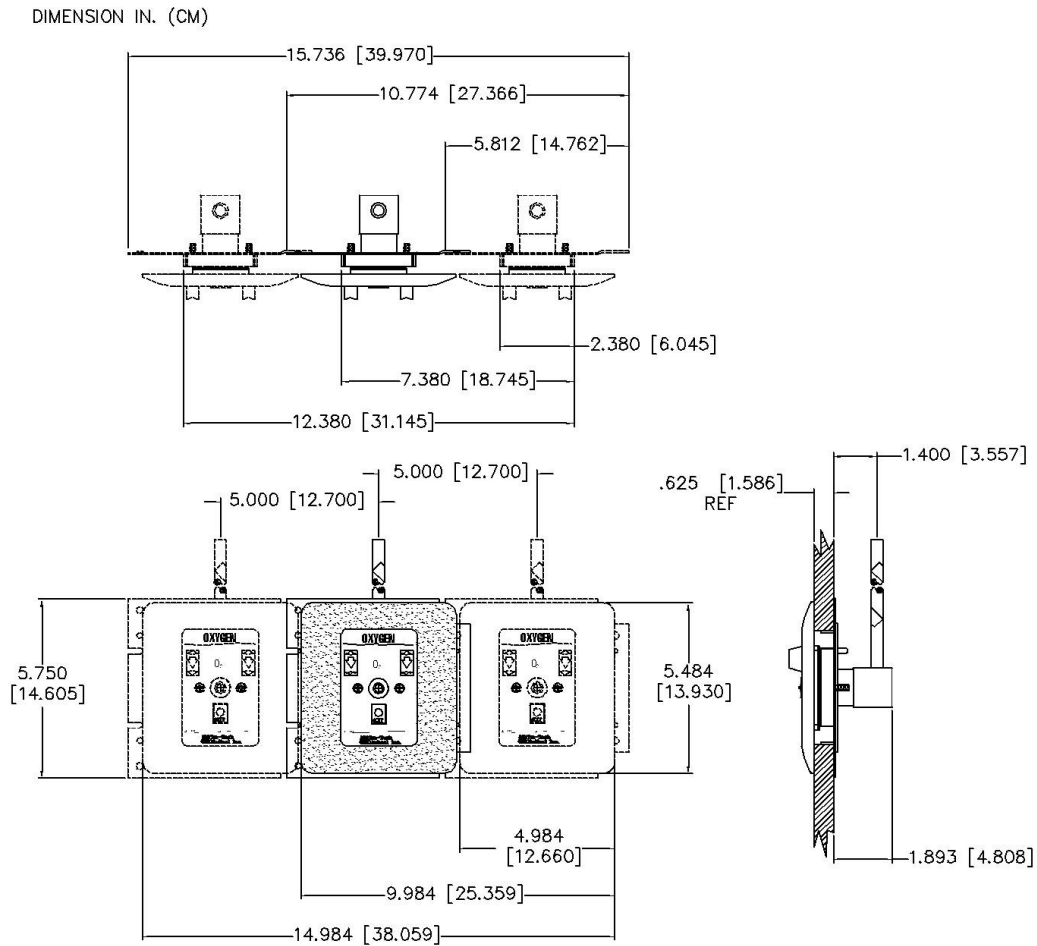 DIMENSION IN. (CM)
15.736 [39.970]
10.774 [27.366]
5.812 [14.762]
2.380 [6.045]
7.380 [18.745]
12.380 [31.145]
1.400 [3.557]
5.000 [12.700]
.625 [1.586]
REF
5.000 [12.700]
OXYGEN
OXYGEN
OXYGEN
O₂
O₂
O₂
5.750
[14.605]
5.484
[13.930]
4.984
[12.660]
1.893 [4.808]
9.984 [25.359]
14.984 [38.059]